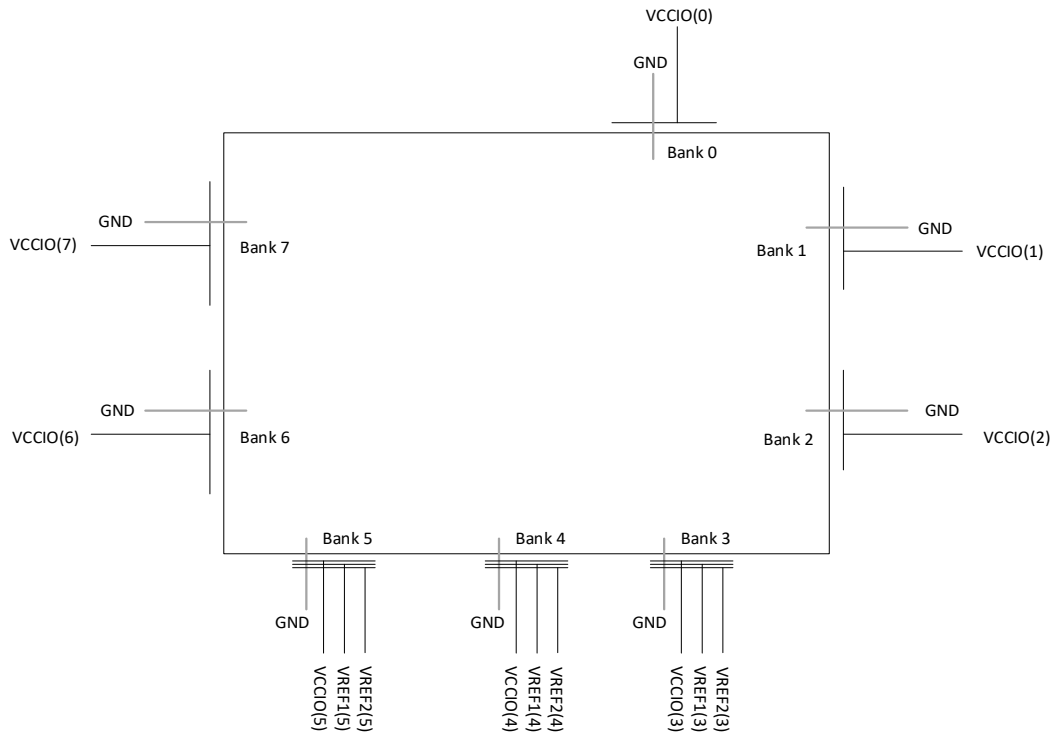 VCCIO(0)
GND
Bank 0
GND
VCCIO(7)
Bank 7
GND
Bank 1
VCCIO(1)
GND
VCCIO(6)
Bank 6
GND
Bank 2
VCCIO(2)
Bank 5
Bank 4
Bank 3
GND
GND
GND
VCCIO(5)
VREF1(5)
VREF2(5)
VCCIO(4)
VREF1(4)
VREF2(4)
VCCIO(3)
VREF1(3)
VREF2(3)